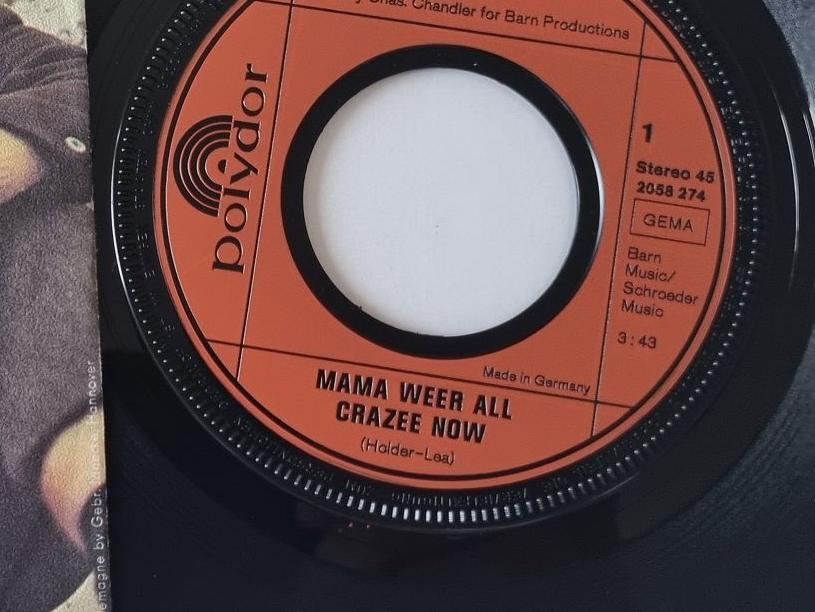 Chas. Chandler for Barn Productions
polydor
1
Stereo 45
2058 274
GEMA
Barn
Music/
Schroeder
Music
3:43
Made in Germany
MAMA WEER ALL
CRAZEE NOW
(Holder-Lea)
emagne by Gebr. Hannover